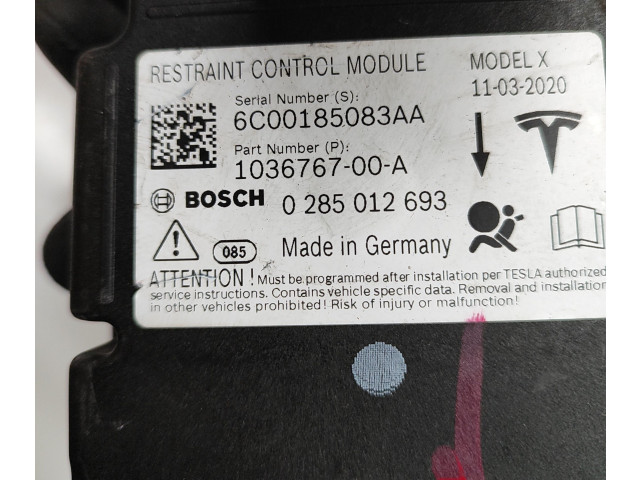 RESTRAINT CONTROL MODULE MODEL X
11-03-2020
Serial Number (S):
6C00185083AA
Part Number (P):
1036767-00-A
BOSCH 0 285 012 693
085 Made in Germany
ATTENTION! Must be programmed after installation per TESLA authorized
service instructions. Contains vehicle specific data. Removal and installation
in other vehicles prohibited! Risk of injury or malfunction!